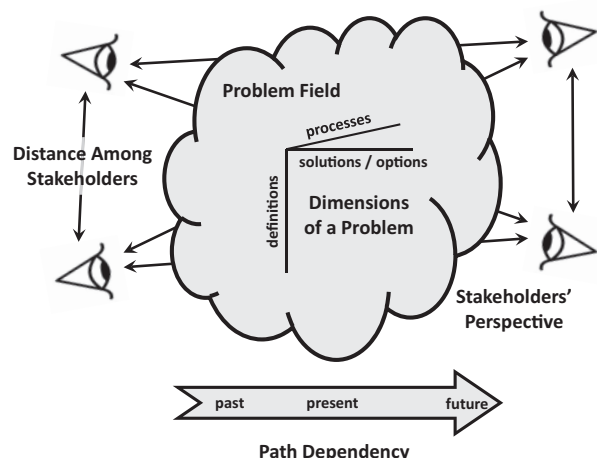 Problem Field
processes
solutions / options
definitions
Dimensions
of a Problem
Distance Among
Stakeholders
Stakeholders’
Perspective
past present future
Path Dependency